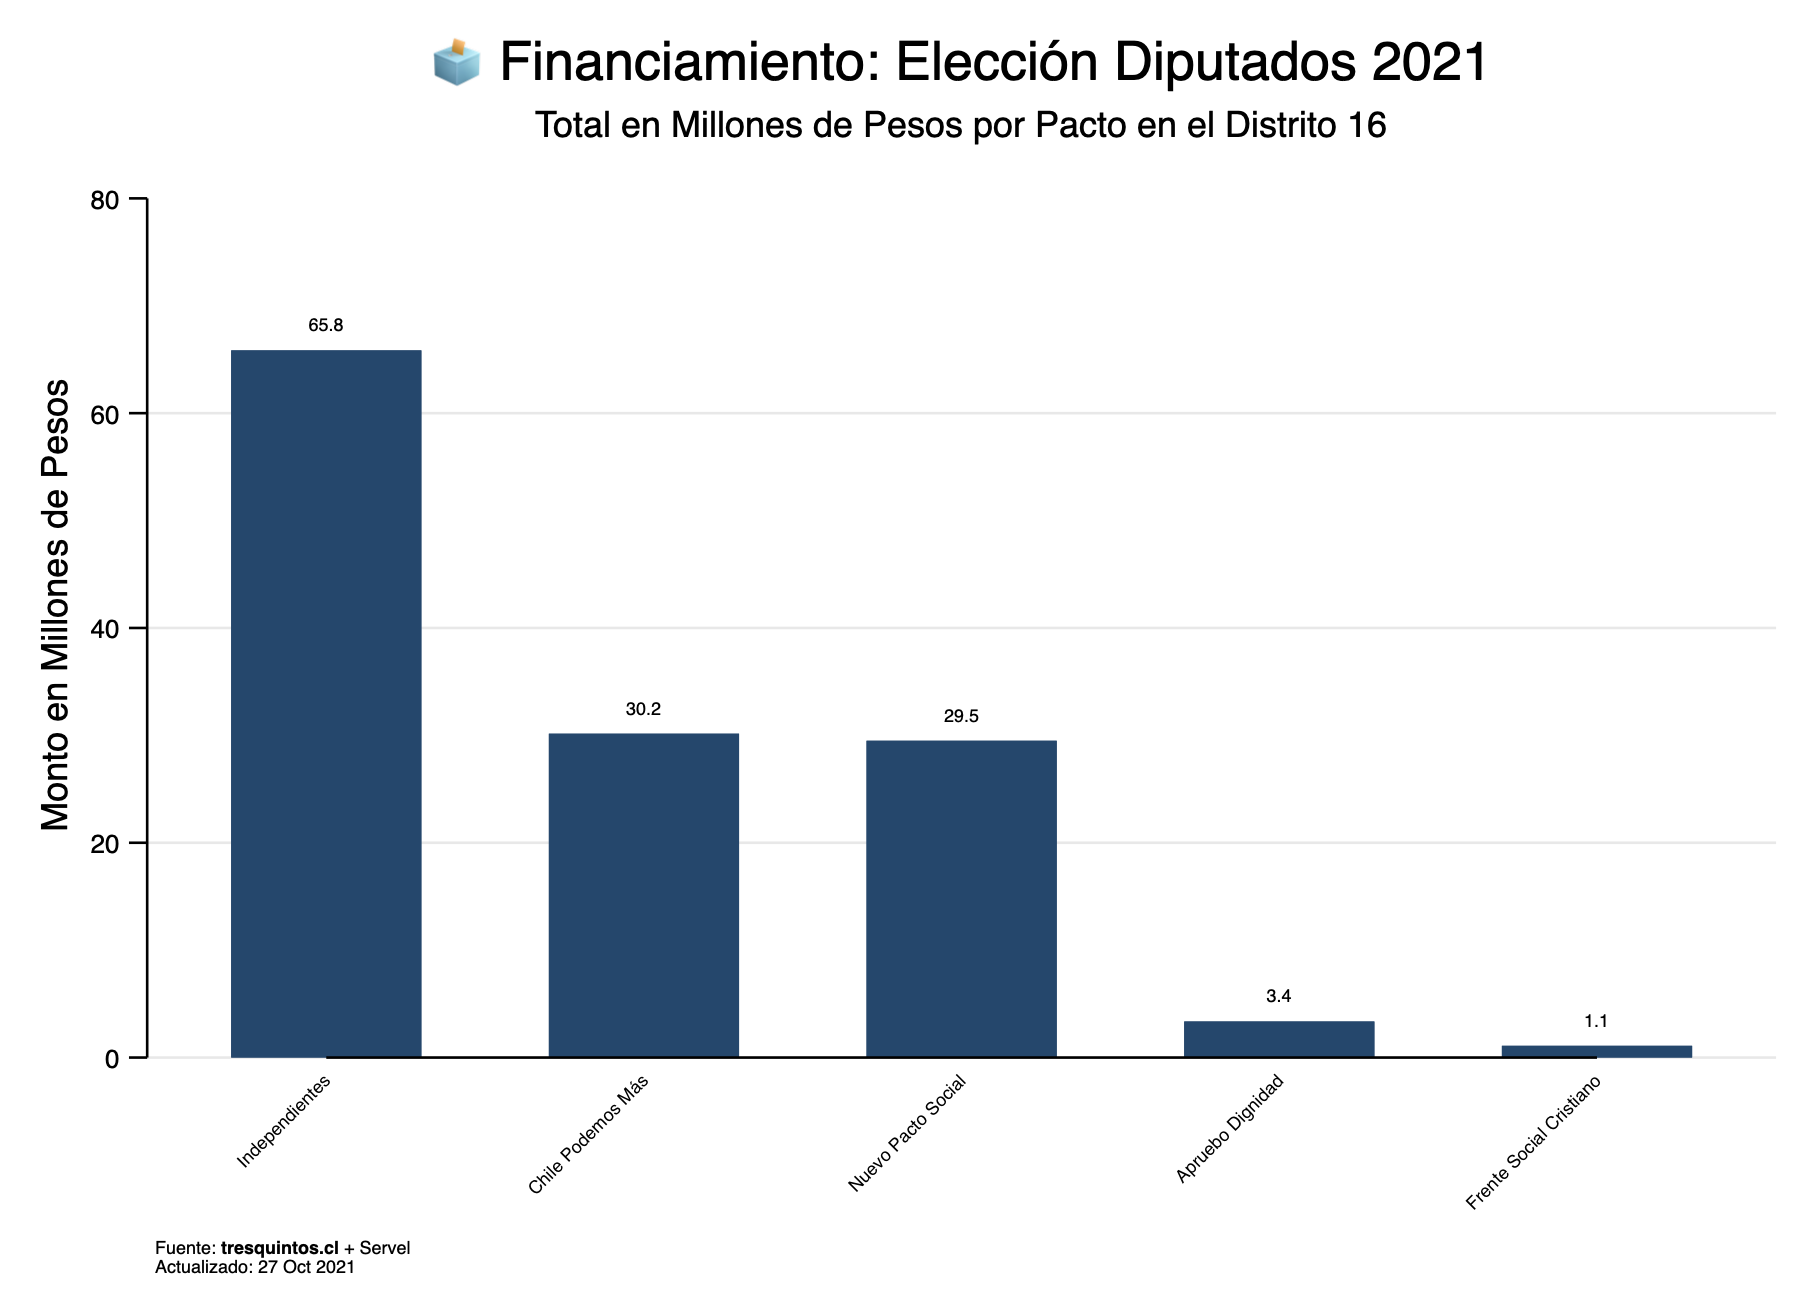 Financiamiento: Elección Diputados 2021
Total en Millones de Pesos por Pacto en el Distrito 16
Monto en Millones de Pesos
80
60
40
20
0
65.8
30.2
29.5
3.4
1.1
Independientes
Chile Podemos Más
Nuevo Pacto Social
Apruebo Dignidad
Frente Social Cristiano
Fuente: tresquintos.cl + Servel
Actualizado: 27 Oct 2021